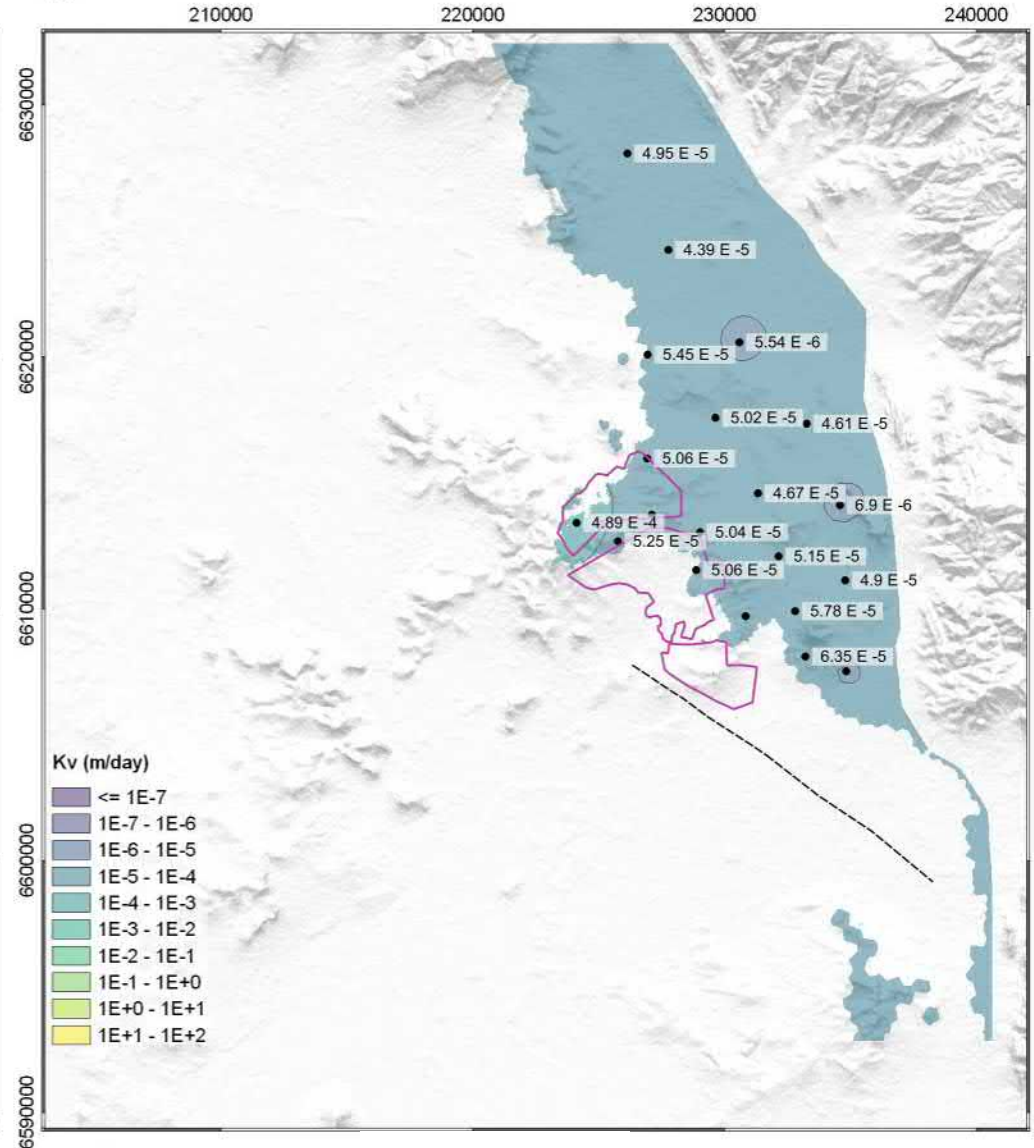 210000 220000 230000 240000
6630000
4.95 E -5
4.39 E -5
5.54 E -6
6620000
5.45 E -5
5.02 E -5
4.61 E -5
5.06 E -5
4.67 E -5
6.9 E -6
4.89 E -4
5.04 E -5
5.25 E -5
5.15 E -5
5.06 E -5
4.9 E -5
6610000
5.78 E -5
6.35 E -5
Kv (m/day)
<= 1E-7
1E-7 - 1E-6
1E-6 - 1E-5
6600000
1E-5 - 1E-4
1E-4 - 1E-3
1E-3 - 1E-2
1E-2 - 1E-1
1E-1 - 1E+0
1E+0 - 1E+1
1E+1 - 1E+2
6590000